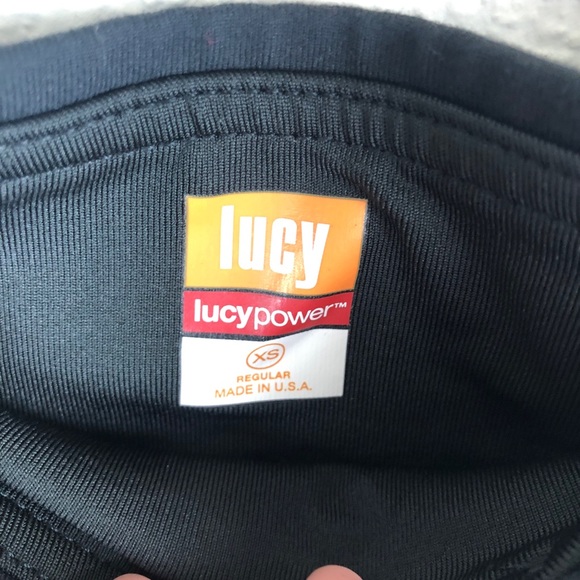 lucy
lucypower™
XS
REGULAR
MADE IN U.S.A.